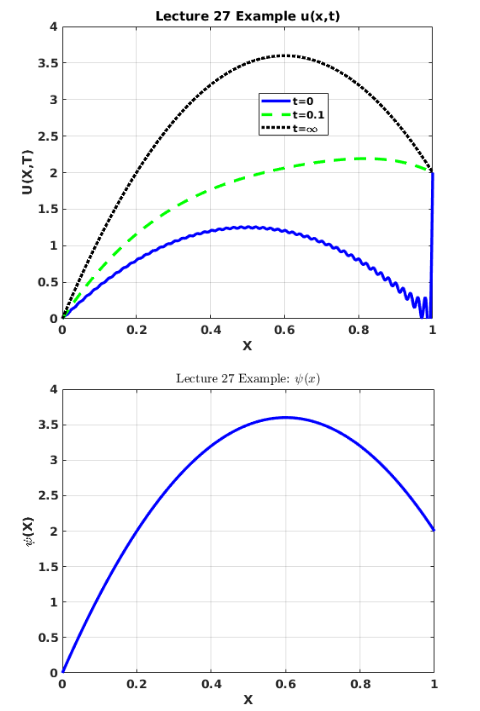 Lecture 27 Example u(x,t)
4
3.5
3
2.5
2
1.5
1
0.5
0
U(X,T)
t=0
t=0.1
t=∞
0 0.2 0.4 0.6 0.8 1
X
Lecture 27 Example: ψ(x)
4
3.5
3
2.5
2
1.5
1
0.5
0
ψ(X)
0 0.2 0.4 0.6 0.8 1
X